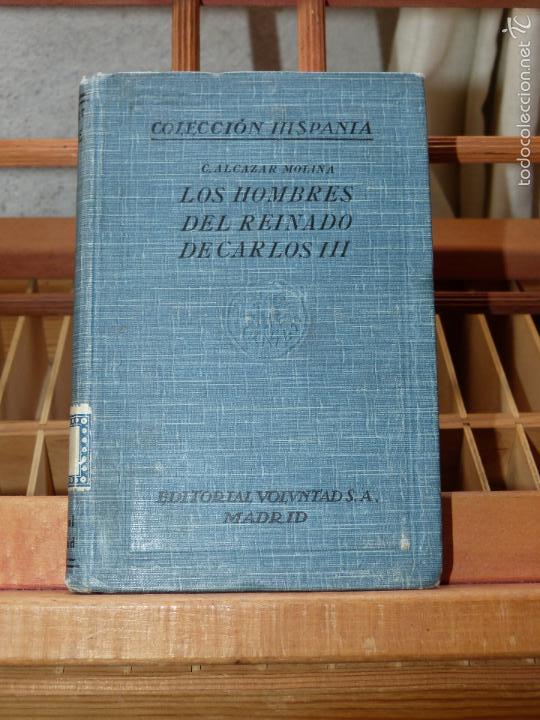 COLECCIÓN HISPANIA
C. ALCAZAR MOLINA
LOS HOMBRES
DEL REINADO
DE CARLOS III
EDITORIAL VOLVNTAD S.A.
MADRID
todocoleccion.net